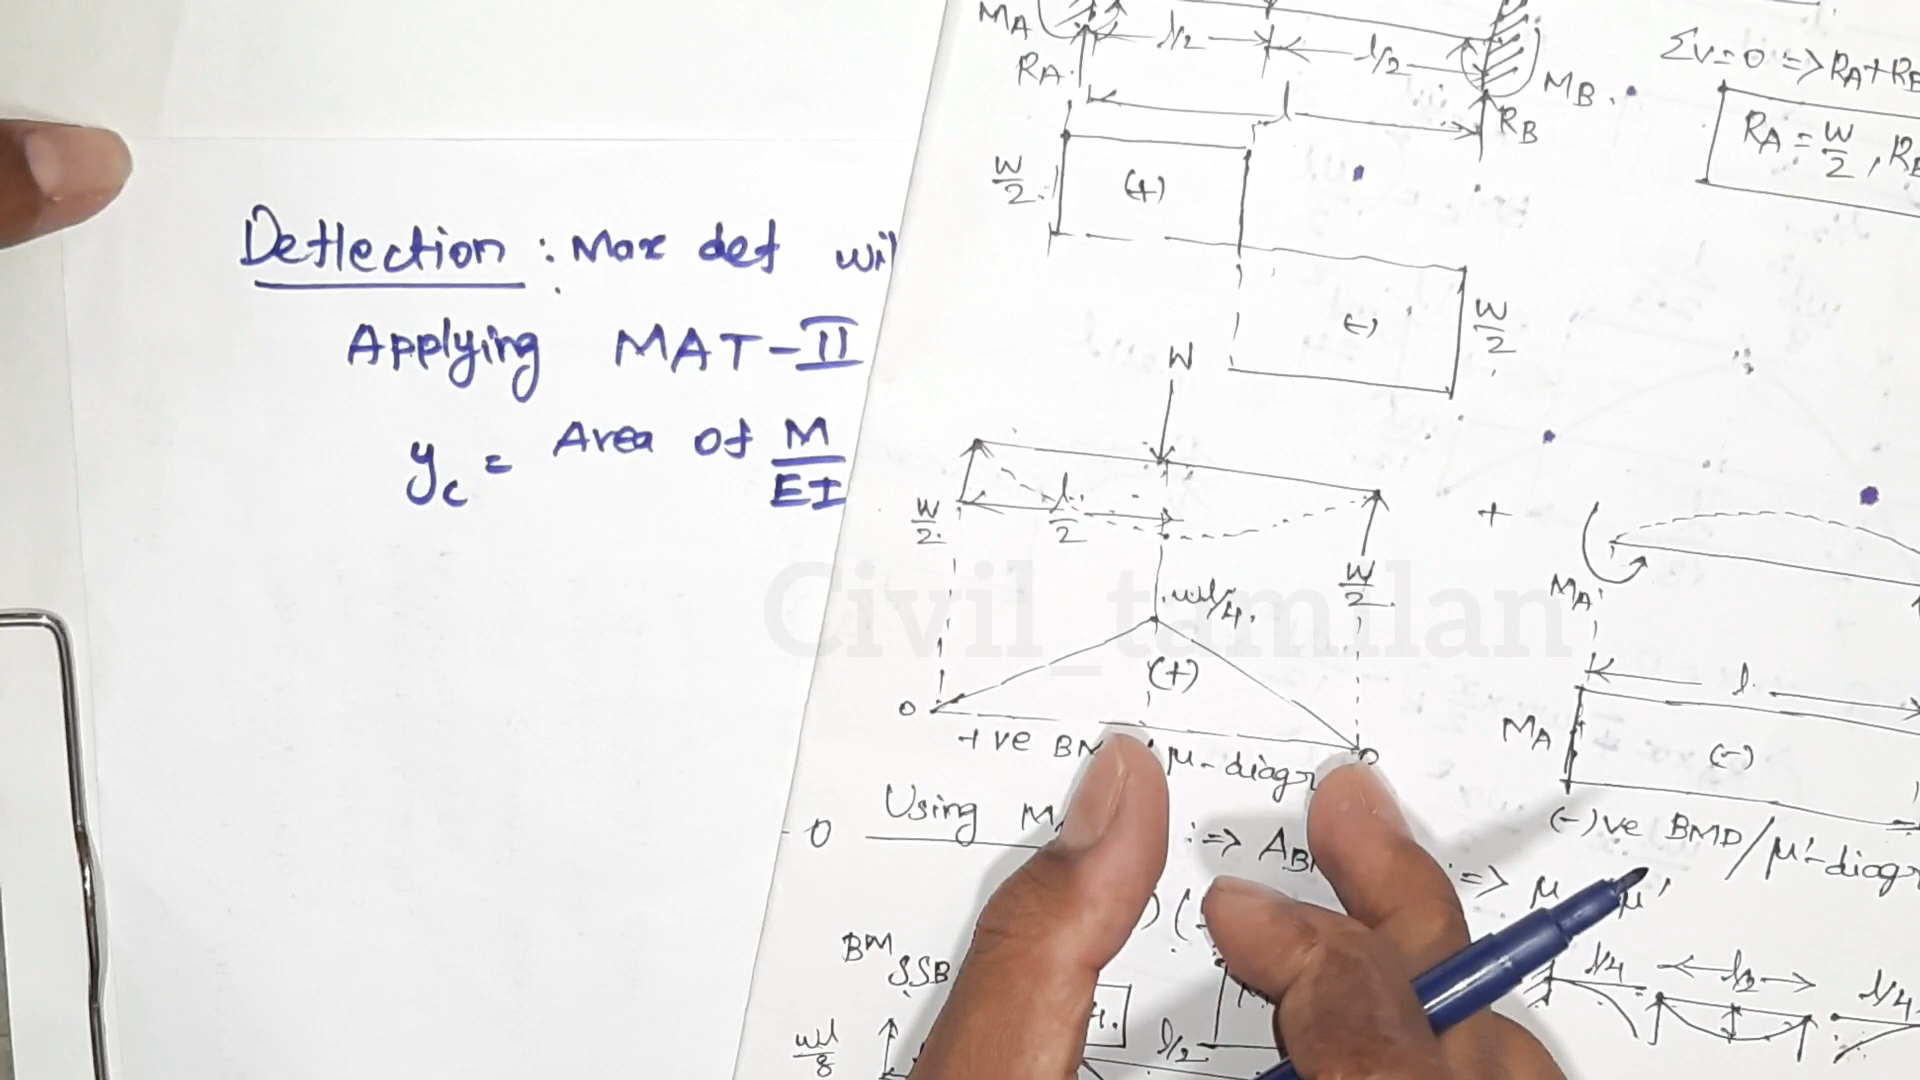 Deflection : Max def
Applying MAT-II
yc = Area of M/EI
MA
l/2
l/2
RA
MB
RB
l
ΣV=0 => RA+RB
RA = W/2 , RB
W/2
(+)
(-)
W/2
W
W/2
l/2
W/2
+
MA
wl/4
(+)
0
0
+ve BM μ-diagr
l
MA
(-)
(-)ve BMD/μ'-diagr
0
Using
=> AB
=> μ μ'
BM SSB
wl/8
l/2
l/4
l/2
l/4
Civil_tamilan